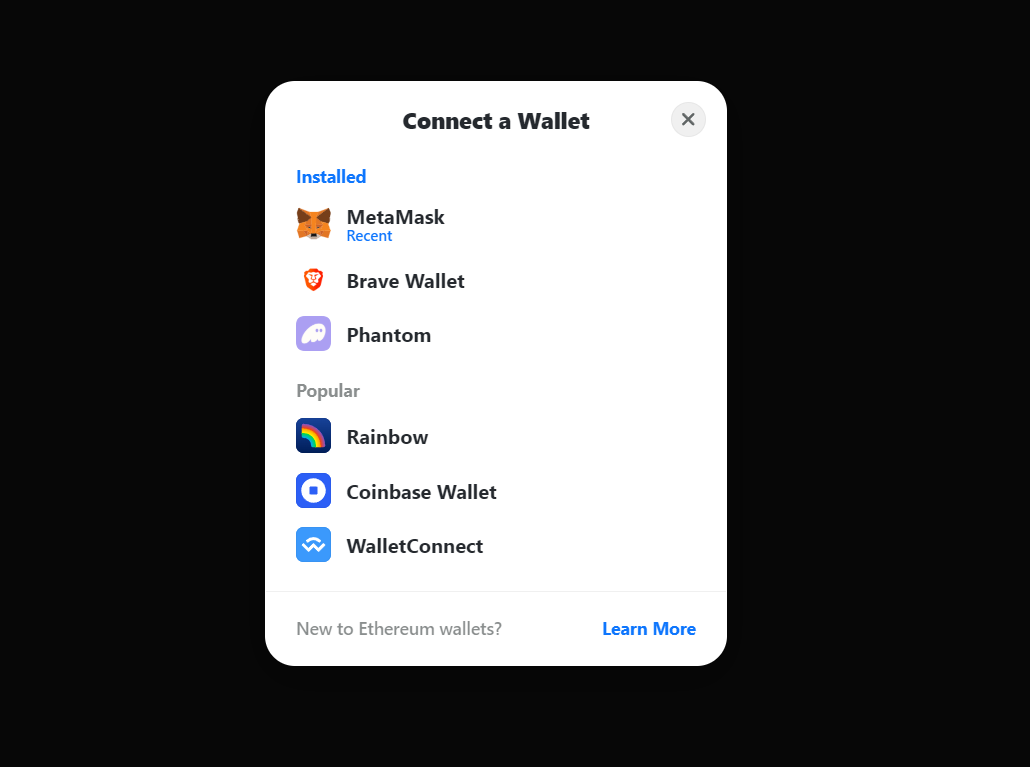 Connect a Wallet
Installed
MetaMask
Recent
Brave Wallet
Phantom
Popular
Rainbow
Coinbase Wallet
WalletConnect
New to Ethereum wallets? Learn More